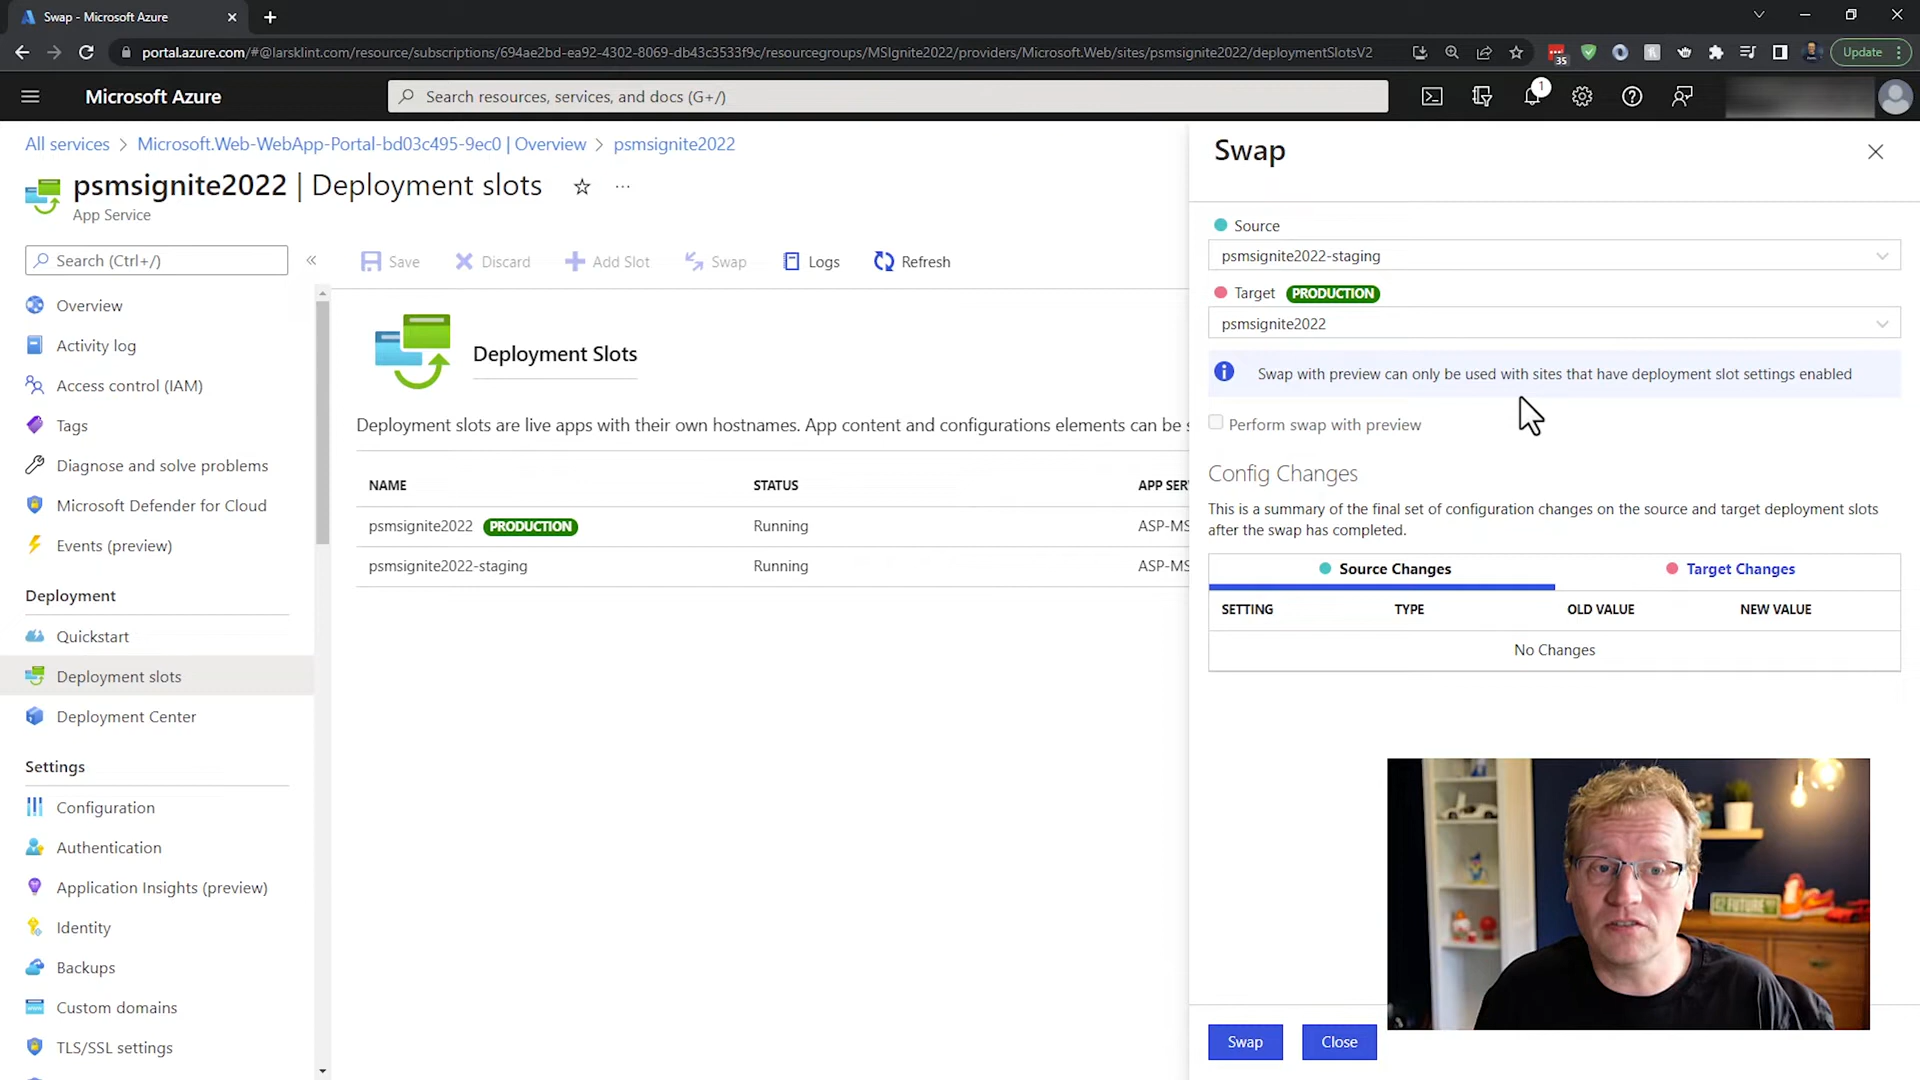 Swap - Microsoft Azure
portal.azure.com/#@larsklint.com/resource/subscriptions/694ae2bd-ea92-4302-8069-db43c3533f9c/resourcegroups/MSIgnite2022/providers/Microsoft.Web/sites/psmsignite2022/deploymentSlotsV2
35
Update
Microsoft Azure
Search resources, services, and docs (G+/)
1
All services > Microsoft.Web-WebApp-Portal-bd03c495-9ec0 | Overview > psmsignite2022
psmsignite2022 | Deployment slots
App Service
Search (Ctrl+/)
Overview
Activity log
Access control (IAM)
Tags
Diagnose and solve problems
Microsoft Defender for Cloud
Events (preview)
Deployment
Quickstart
Deployment slots
Deployment Center
Settings
Configuration
Authentication
Application Insights (preview)
Identity
Backups
Custom domains
TLS/SSL settings
Save Discard Add Slot Swap Logs Refresh
Deployment Slots
Deployment slots are live apps with their own hostnames. App content and configurations elements can be s
NAME STATUS APP SER
psmsignite2022 PRODUCTION Running ASP-MS
psmsignite2022-staging Running ASP-MS
Swap
Source
psmsignite2022-staging
Target PRODUCTION
psmsignite2022
Swap with preview can only be used with sites that have deployment slot settings enabled
Perform swap with preview
Config Changes
This is a summary of the final set of configuration changes on the source and target deployment slots
after the swap has completed.
Source Changes Target Changes
SETTING TYPE OLD VALUE NEW VALUE
No Changes
FUTURE
Swap Close